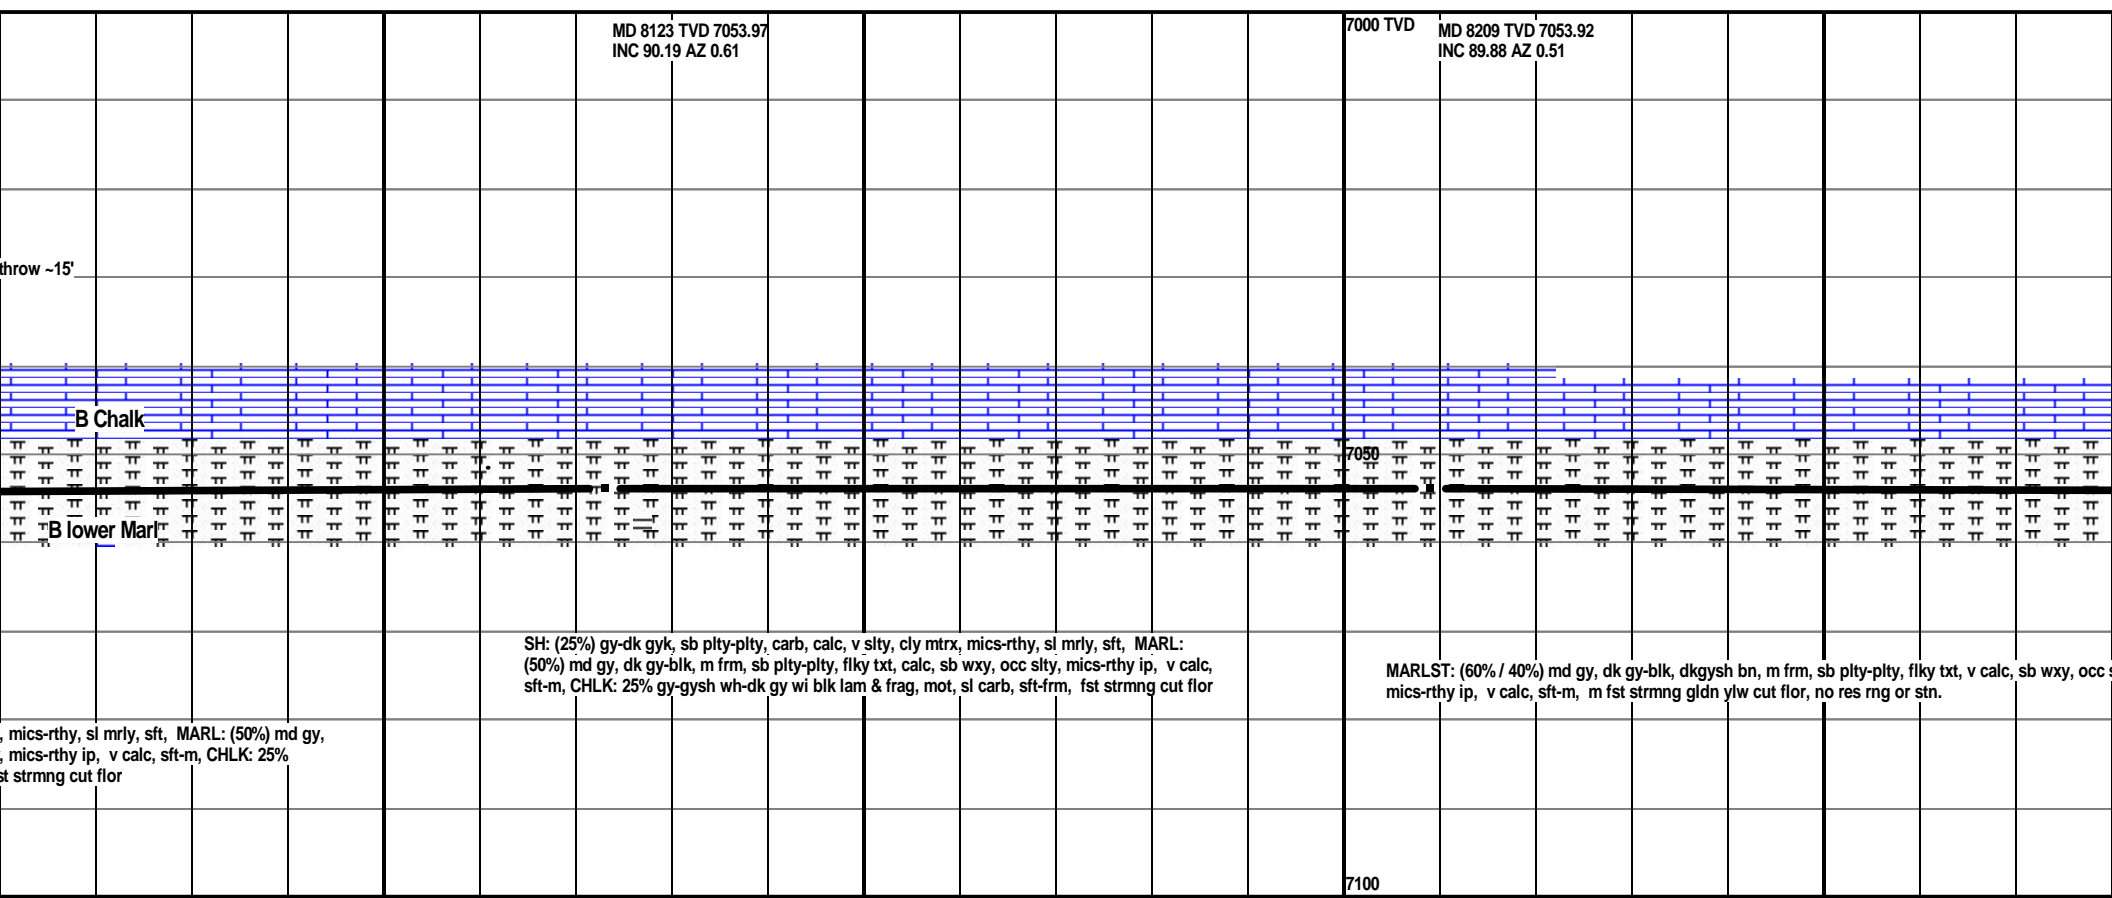 MD 8123 TVD 7053.97
INC 90.19 AZ 0.61
7000 TVD
MD 8209 TVD 7053.92
INC 89.88 AZ 0.51
throw ~15'
B Chalk
7050
B lower Marl
SH: (25%) gy-dk gyk, sb plty-plty, carb, calc, v slty, cly mtrx, mics-rthy, sl mrly, sft, MARL:
(50%) md gy, dk gy-blk, m frm, sb plty-plty, flky txt, calc, sb wxy, occ slty, mics-rthy ip, v calc,
sft-m, CHLK: 25% gy-gysh wh-dk gy wi blk lam & frag, mot, sl carb, sft-frm, fst strmng cut flor
MARLST: (60% / 40%) md gy, dk gy-blk, dkgysh bn, m frm, sb plty-plty, flky txt, v calc, sb wxy, occ s
mics-rthy ip, v calc, sft-m, m fst strmng gldn ylw cut flor, no res rng or stn.
, mics-rthy, sl mrly, sft, MARL: (50%) md gy,
, mics-rthy ip, v calc, sft-m, CHLK: 25%
st strmng cut flor
7100